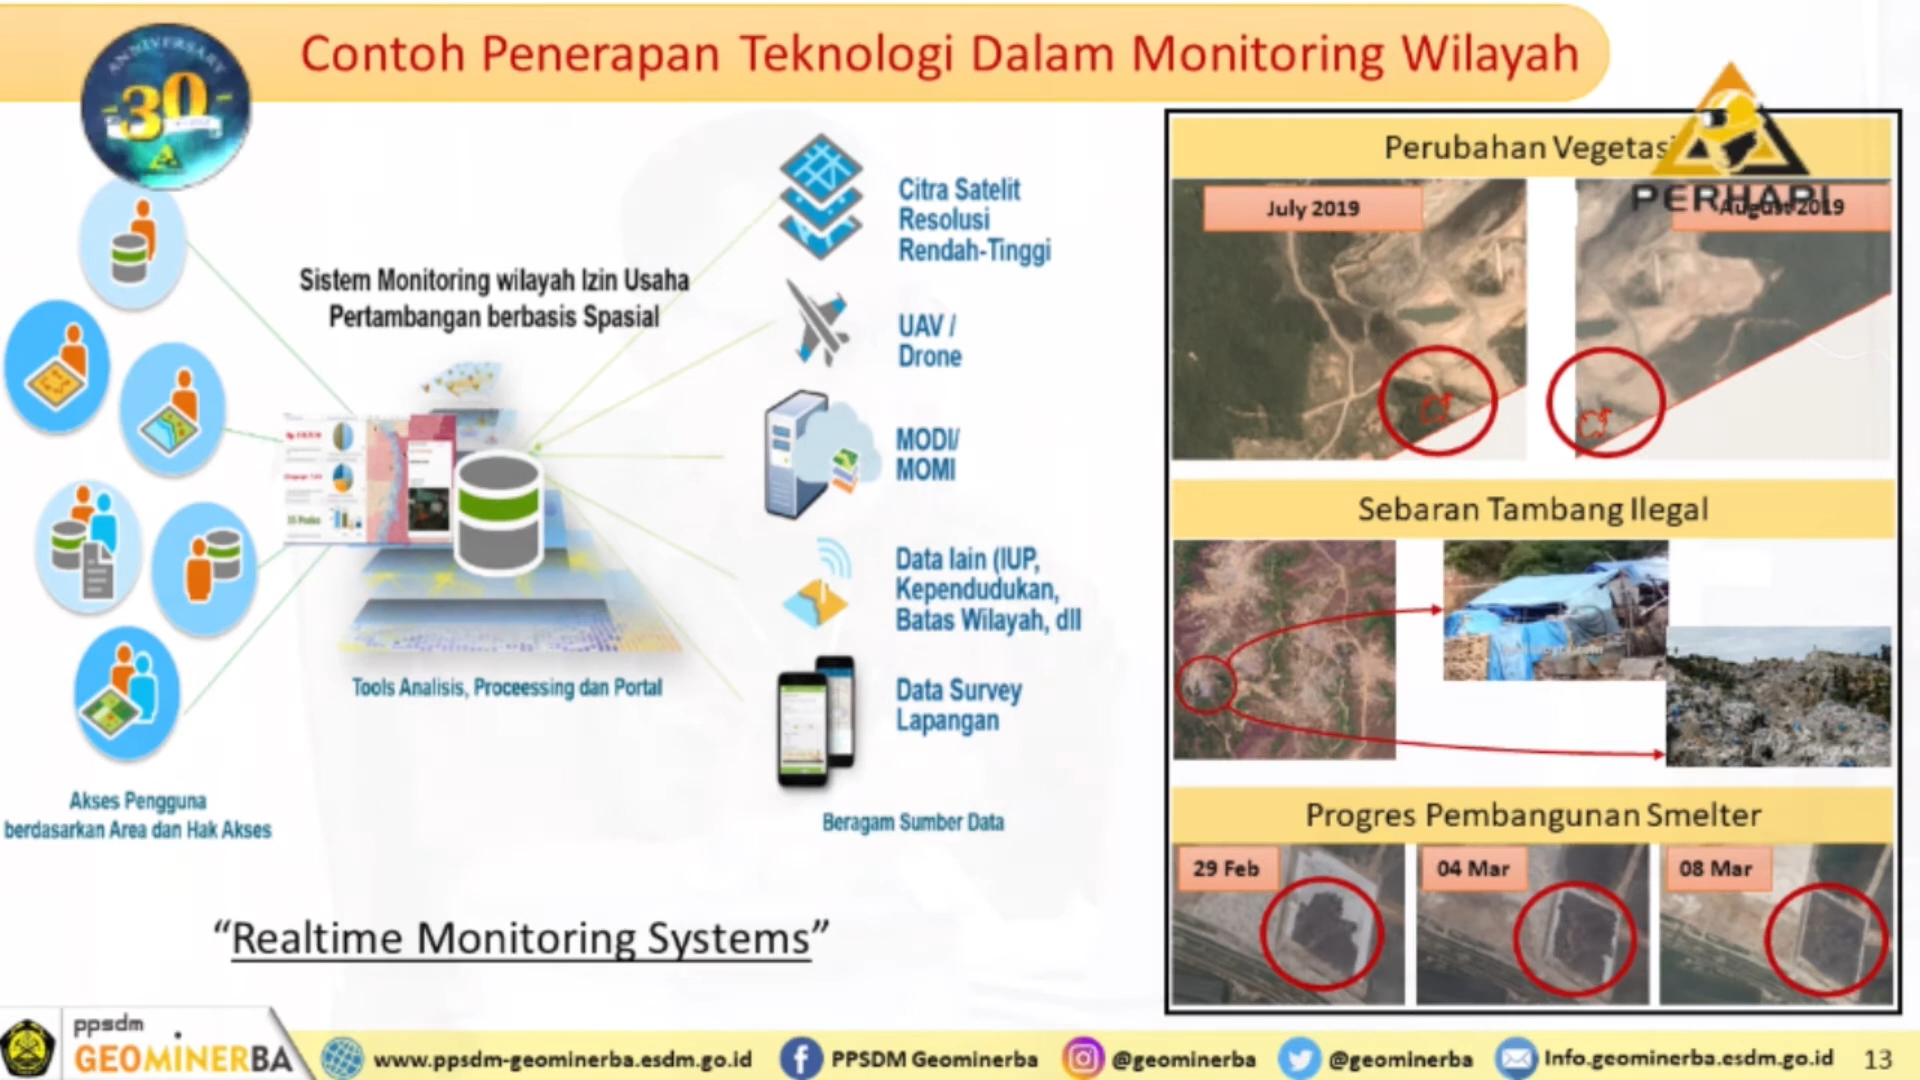 Contoh Penerapan Teknologi Dalam Monitoring Wilayah
ANNIVERSARY
30
PERHAPI
Sistem Monitoring wilayah Izin Usaha
Pertambangan berbasis Spasial
Tools Analisis, Proceessing dan Portal
Akses Pengguna
berdasarkan Area dan Hak Akses
Citra Satelit
Resolusi
Rendah-Tinggi
UAV /
Drone
MODI/
MOMI
Data lain (IUP,
Kependudukan,
Batas Wilayah, dll
Data Survey
Lapangan
Beragam Sumber Data
“Realtime Monitoring Systems”
Perubahan Vegetasi
July 2019
August 2019
Sebaran Tambang Ilegal
Progres Pembangunan Smelter
29 Feb
04 Mar
08 Mar
ppsdm
GEOMINERBA
www.ppsdm-geominerba.esdm.go.id
PPSDM Geominerba
@geominerba
@geominerba
Info.geominerba.esdm.go.id
13